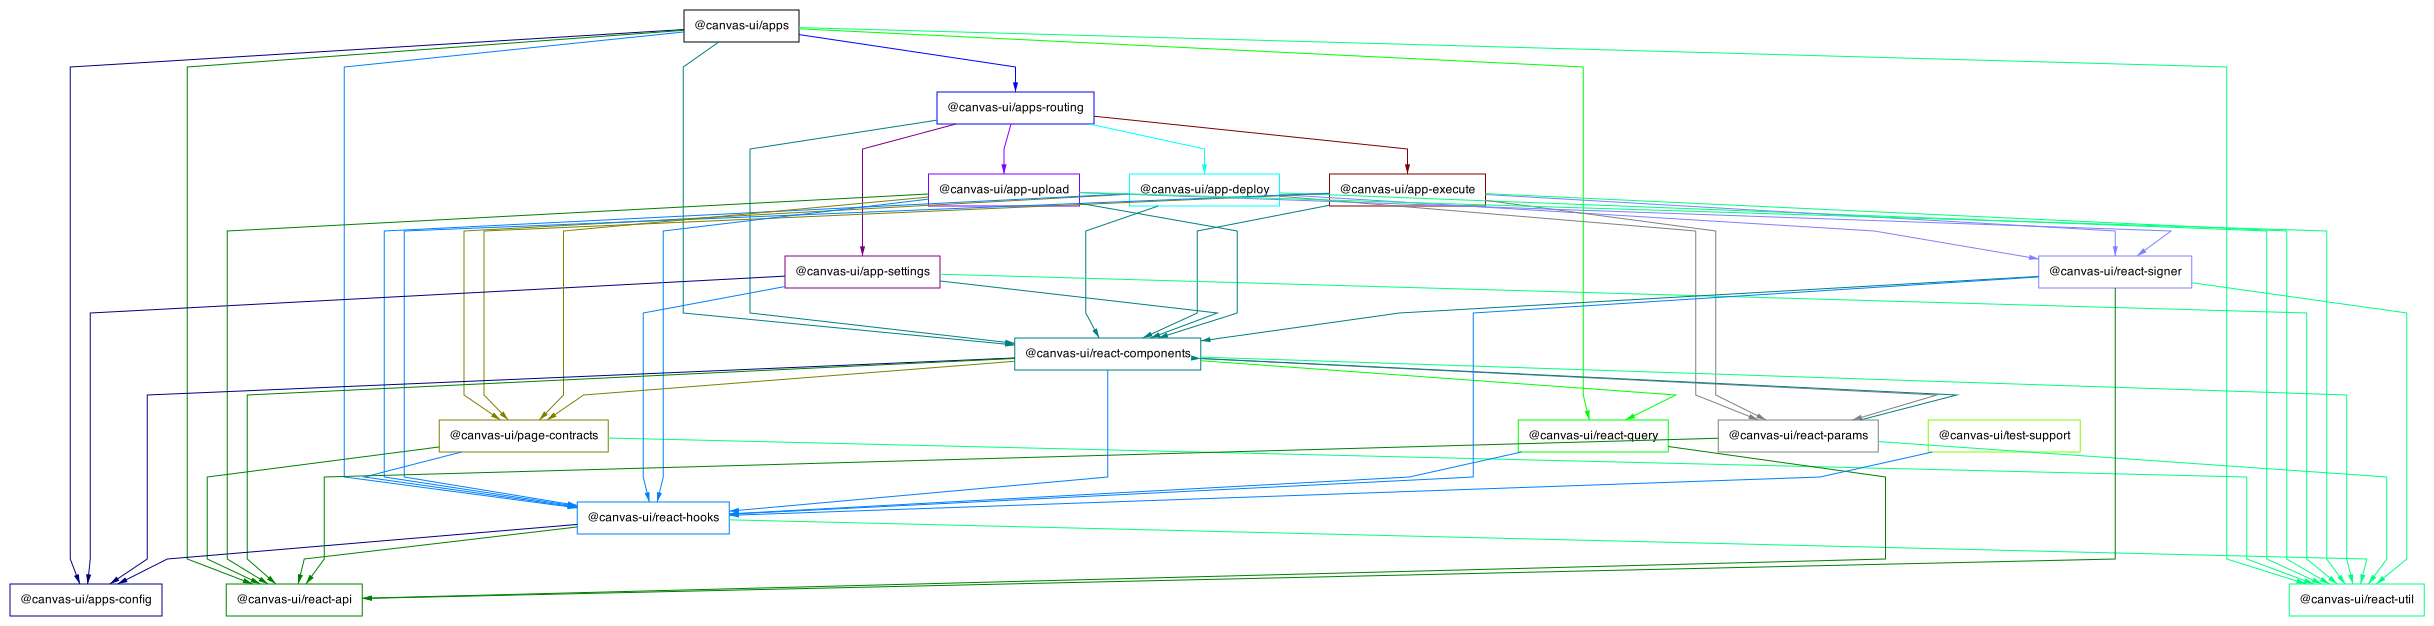 @canvas-ui/apps
@canvas-ui/apps-routing
@canvas-ui/app-upload
@canvas-ui/app-deploy
@canvas-ui/app-execute
@canvas-ui/app-settings
@canvas-ui/react-signer
@canvas-ui/react-components
@canvas-ui/page-contracts
@canvas-ui/react-query
@canvas-ui/react-params
@canvas-ui/test-support
@canvas-ui/react-hooks
@canvas-ui/apps-config
@canvas-ui/react-api
@canvas-ui/react-util